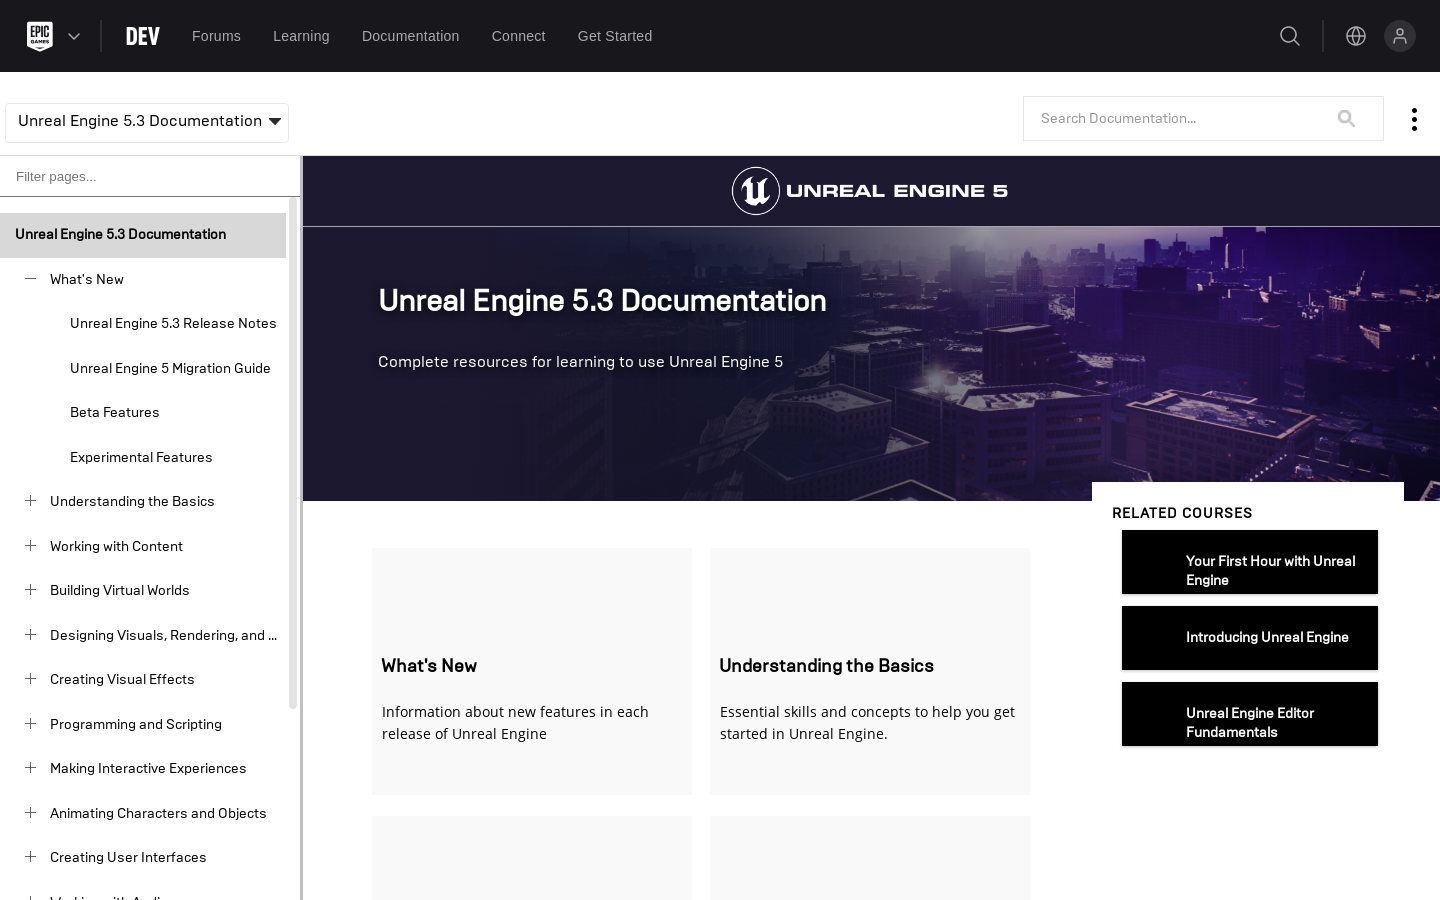 EPIC GAMES
DEV
Forums
Learning
Documentation
Connect
Get Started
Unreal Engine 5.3 Documentation
Search Documentation...
Filter pages...
Unreal Engine 5.3 Documentation
What's New
Unreal Engine 5.3 Release Notes
Unreal Engine 5 Migration Guide
Beta Features
Experimental Features
Understanding the Basics
Working with Content
Building Virtual Worlds
Designing Visuals, Rendering, and ...
Creating Visual Effects
Programming and Scripting
Making Interactive Experiences
Animating Characters and Objects
Creating User Interfaces
UNREAL ENGINE 5
Unreal Engine 5.3 Documentation
Complete resources for learning to use Unreal Engine 5
What's New
Information about new features in each
release of Unreal Engine
Understanding the Basics
Essential skills and concepts to help you get
started in Unreal Engine.
RELATED COURSES
Your First Hour with Unreal
Engine
Introducing Unreal Engine
Unreal Engine Editor
Fundamentals